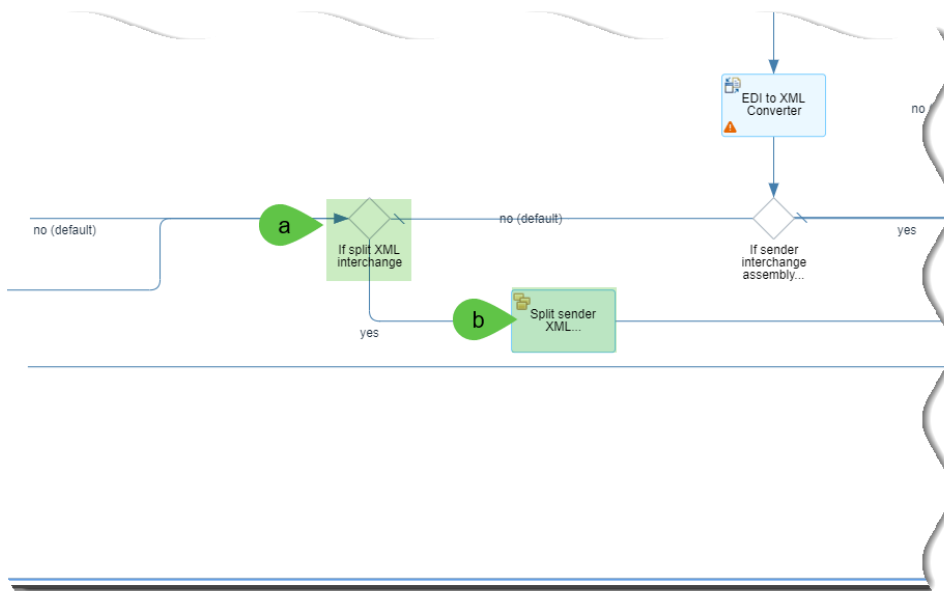 EDI to XML
Converter
no
a
no (default)
no (default)
yes
If split XML
interchange
If sender
interchange
assembly...
b
Split sender
XML...
yes